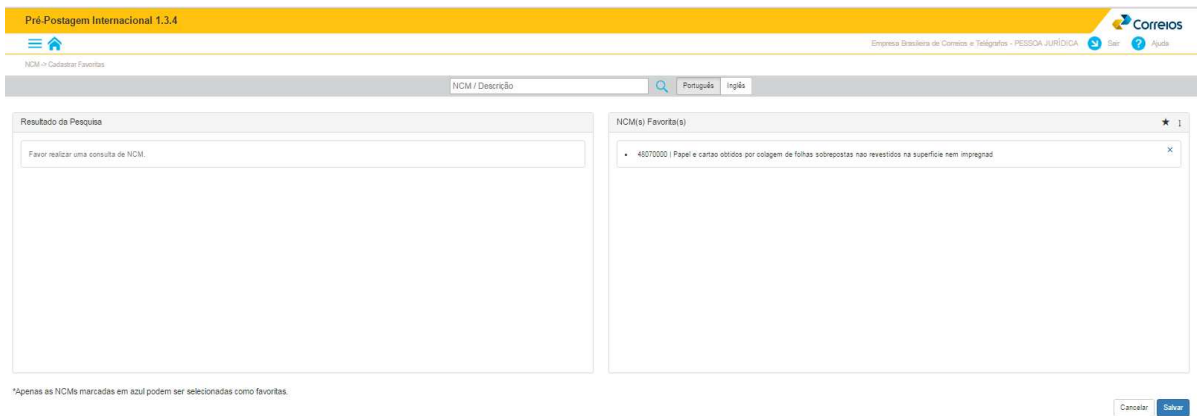 Pré-Postagem Internacional 1.3.4
Correios
Empresa Brasileira de Correios e Telégrafos - PESSOA JURÍDICA Sair ? Ajuda
NCM -> Cadastrar Favoritas
NCM / Descrição Português Inglês
Resultado da Pesquisa
Favor realizar uma consulta de NCM.
NCM(s) Favorita(s) ★ 1
• 48070000 | Papel e cartao obtidos por colagem de folhas sobrepostas nao revestidos na superficie nem impregnad x
*Apenas as NCMs marcadas em azul podem ser selecionadas como favoritas.
Cancelar Salvar